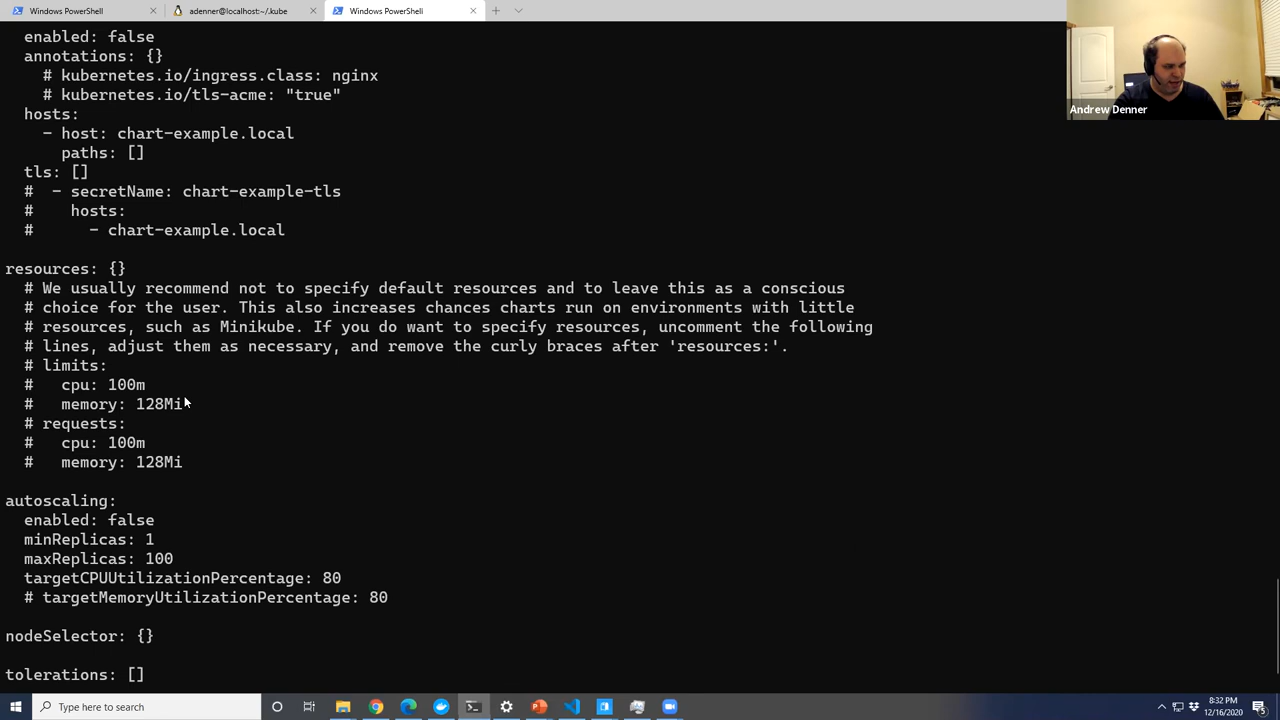 Windows PowerShell
adenner@localhost:~/.kube
Windows PowerShell
  enabled: false
  annotations: {}
    # kubernetes.io/ingress.class: nginx
    # kubernetes.io/tls-acme: "true"
  hosts:
    - host: chart-example.local
      paths: []
  tls: []
  #  - secretName: chart-example-tls
  #    hosts:
  #      - chart-example.local
resources: {}
  # We usually recommend not to specify default resources and to leave this as a conscious
  # choice for the user. This also increases chances charts run on environments with little
  # resources, such as Minikube. If you do want to specify resources, uncomment the following
  # lines, adjust them as necessary, and remove the curly braces after 'resources:'.
  # limits:
  #   cpu: 100m
  #   memory: 128Mi
  # requests:
  #   cpu: 100m
  #   memory: 128Mi
autoscaling:
  enabled: false
  minReplicas: 1
  maxReplicas: 100
  targetCPUUtilizationPercentage: 80
  # targetMemoryUtilizationPercentage: 80
nodeSelector: {}
tolerations: []
Andrew Denner
Type here to search
8:32 PM
12/16/2020
5